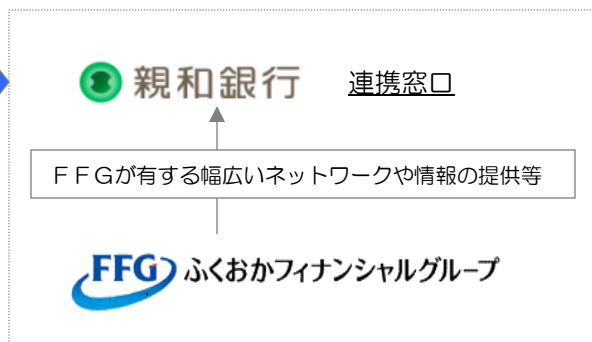 親和銀行 連携窓口
ＦＦＧが有する幅広いネットワークや情報の提供等
FFG ふくおかフィナンシャルグループ